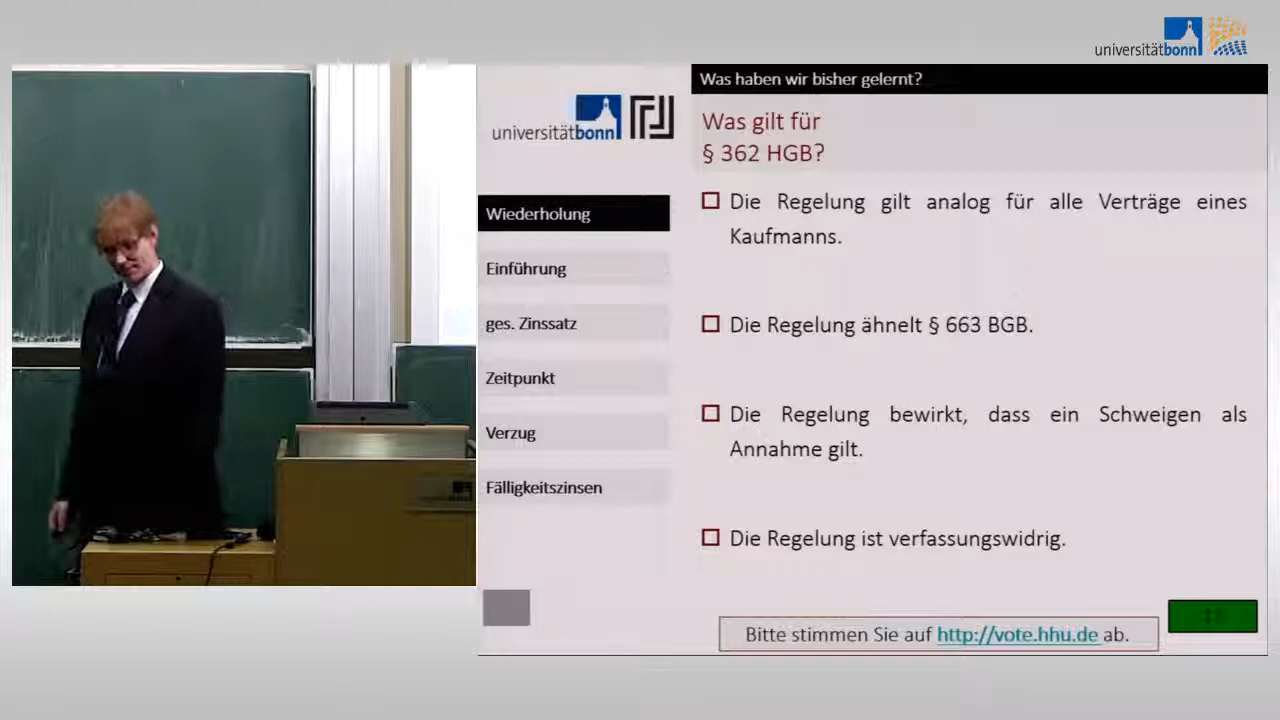 universitätbonn
Was haben wir bisher gelernt?
universitätbonn
Was gilt für
§ 362 HGB?
Wiederholung
Einführung
ges. Zinssatz
Zeitpunkt
Verzug
Fälligkeitszinsen
Die Regelung gilt analog für alle Verträge eines
Kaufmanns.
Die Regelung ähnelt § 663 BGB.
Die Regelung bewirkt, dass ein Schweigen als
Annahme gilt.
Die Regelung ist verfassungswidrig.
Bitte stimmen Sie auf http://vote.hhu.de ab.